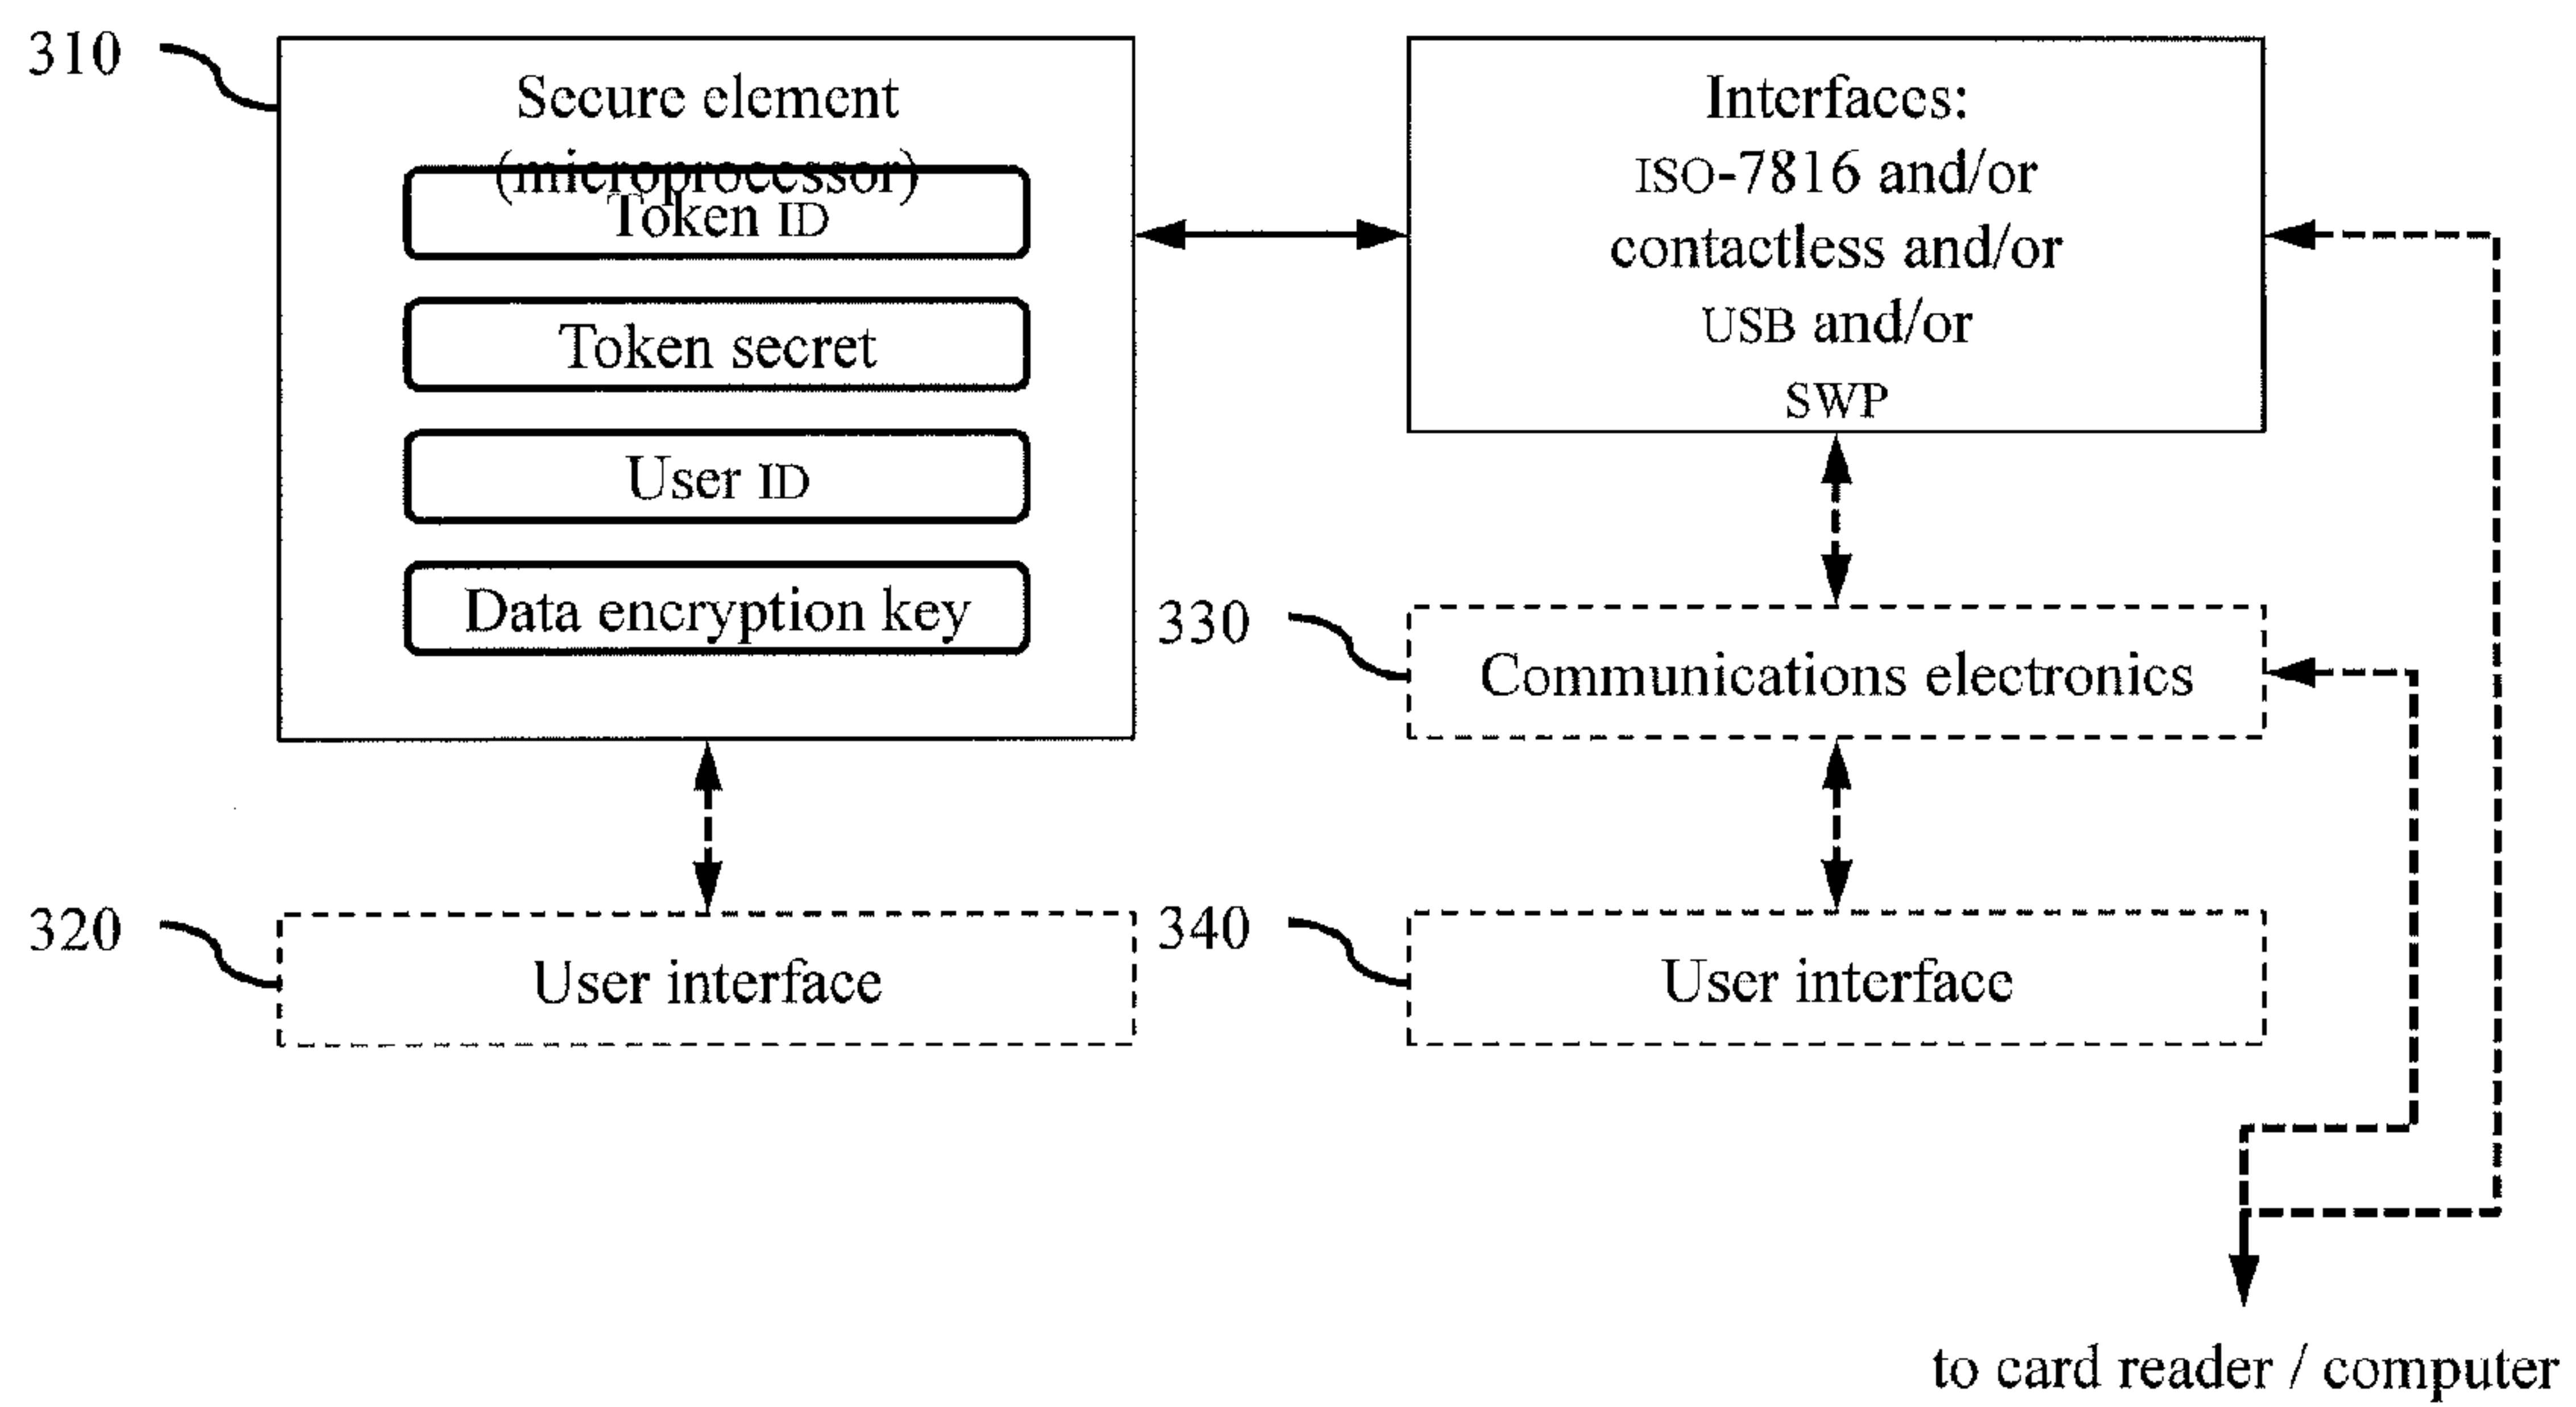 310
Secure element
(microprocessor)
Token ID
Token secret
User ID
Data encryption key
Interfaces:
ISO-7816 and/or
contactless and/or
USB and/or
SWP
330
Communications electronics
320
User interface
340
User interface
to card reader / computer